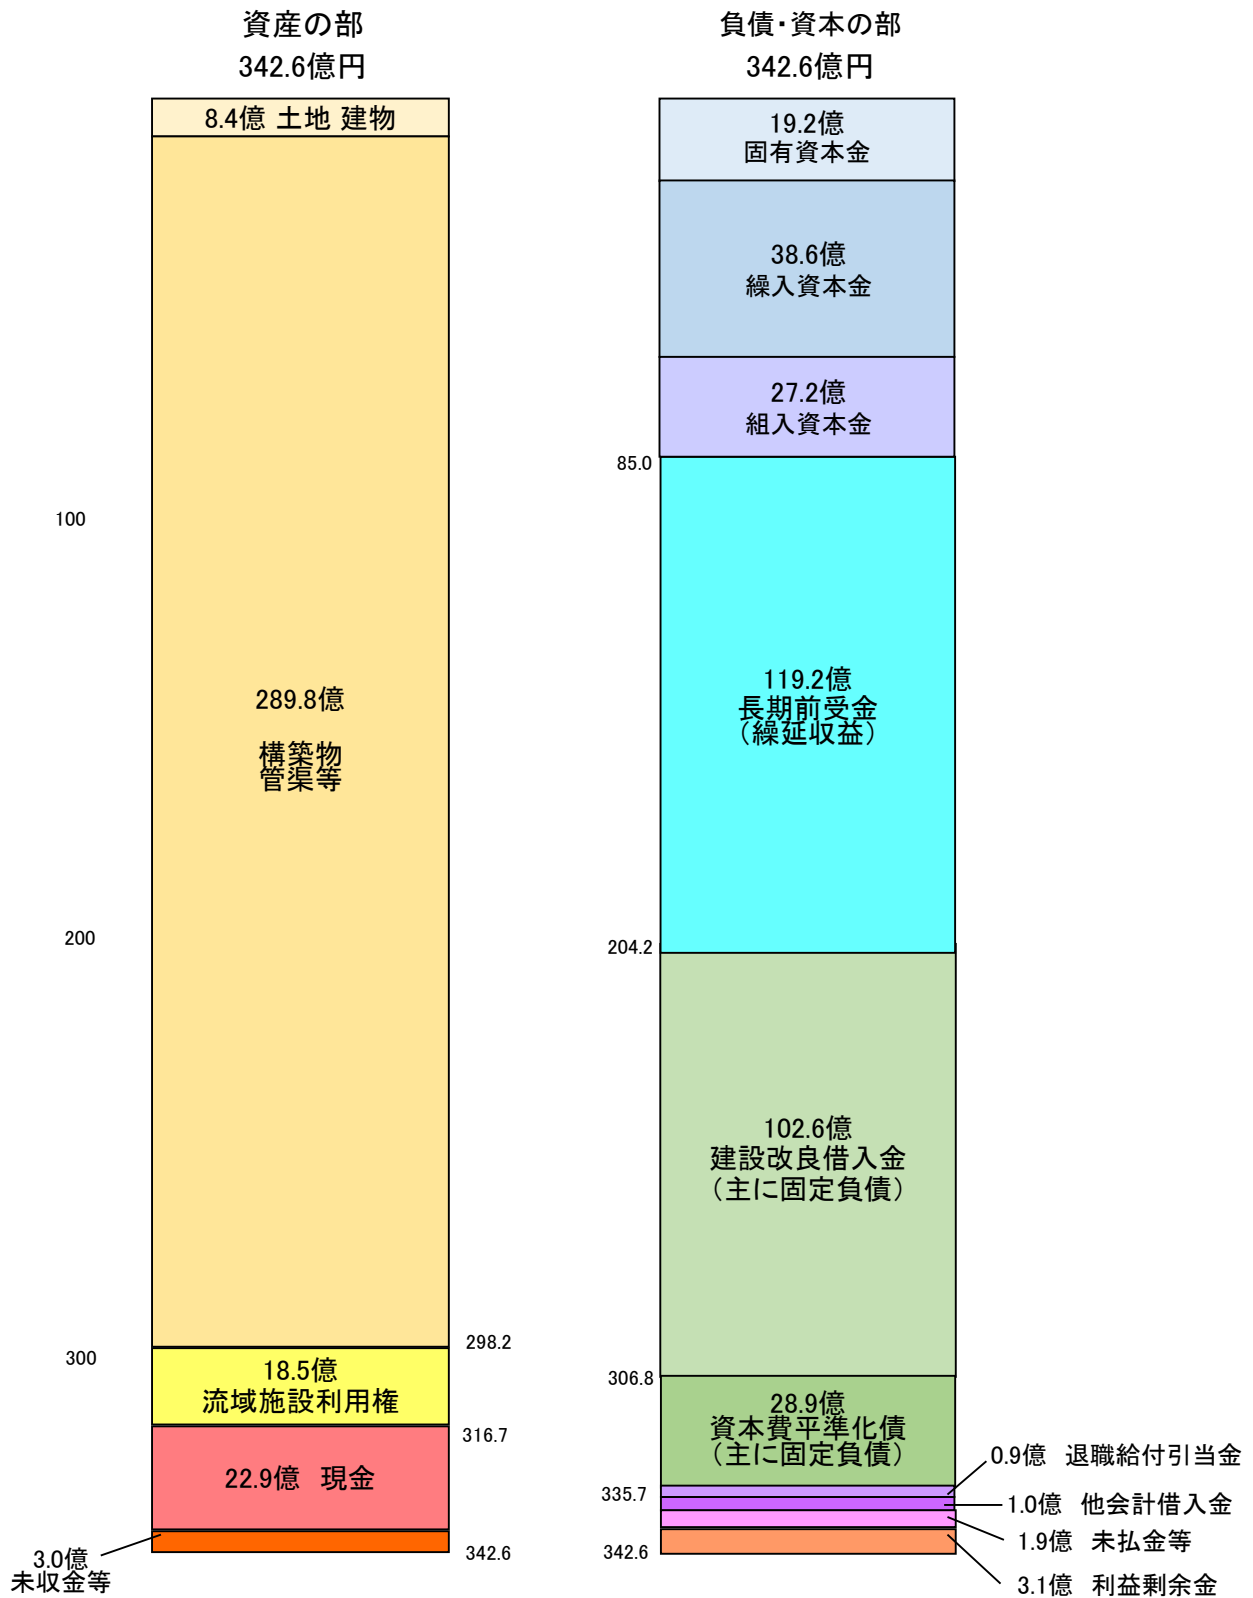 資産の部
342.6億円
8.4億 土地 建物
100
289.8億
構築物
管渠等
200
298.2
300
18.5億
流域施設利用権
316.7
22.9億 現金
3.0億
未収金等
342.6
負債・資本の部
342.6億円
19.2億
固有資本金
38.6億
繰入資本金
27.2億
組入資本金
85.0
119.2億
長期前受金
（繰延収益）
204.2
102.6億
建設改良借入金
（主に固定負債）
306.8
28.9億
資本費平準化債
（主に固定負債）
0.9億 退職給付引当金
335.7
1.0億 他会計借入金
1.9億 未払金等
342.6
3.1億 利益剰余金